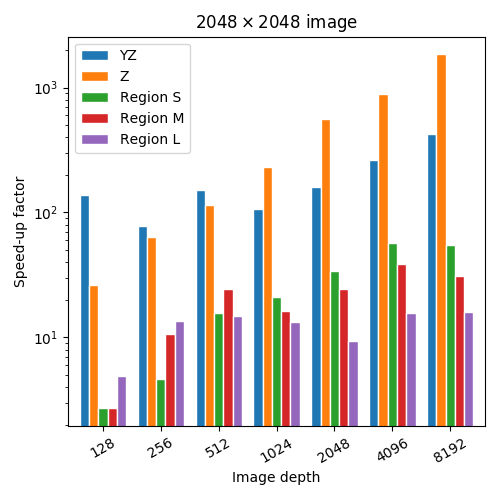 2048 × 2048 image
YZ
Z
Region S
Region M
Region L
Speed-up factor
10³
10²
10¹
128 256 512 1024 2048 4096 8192
Image depth